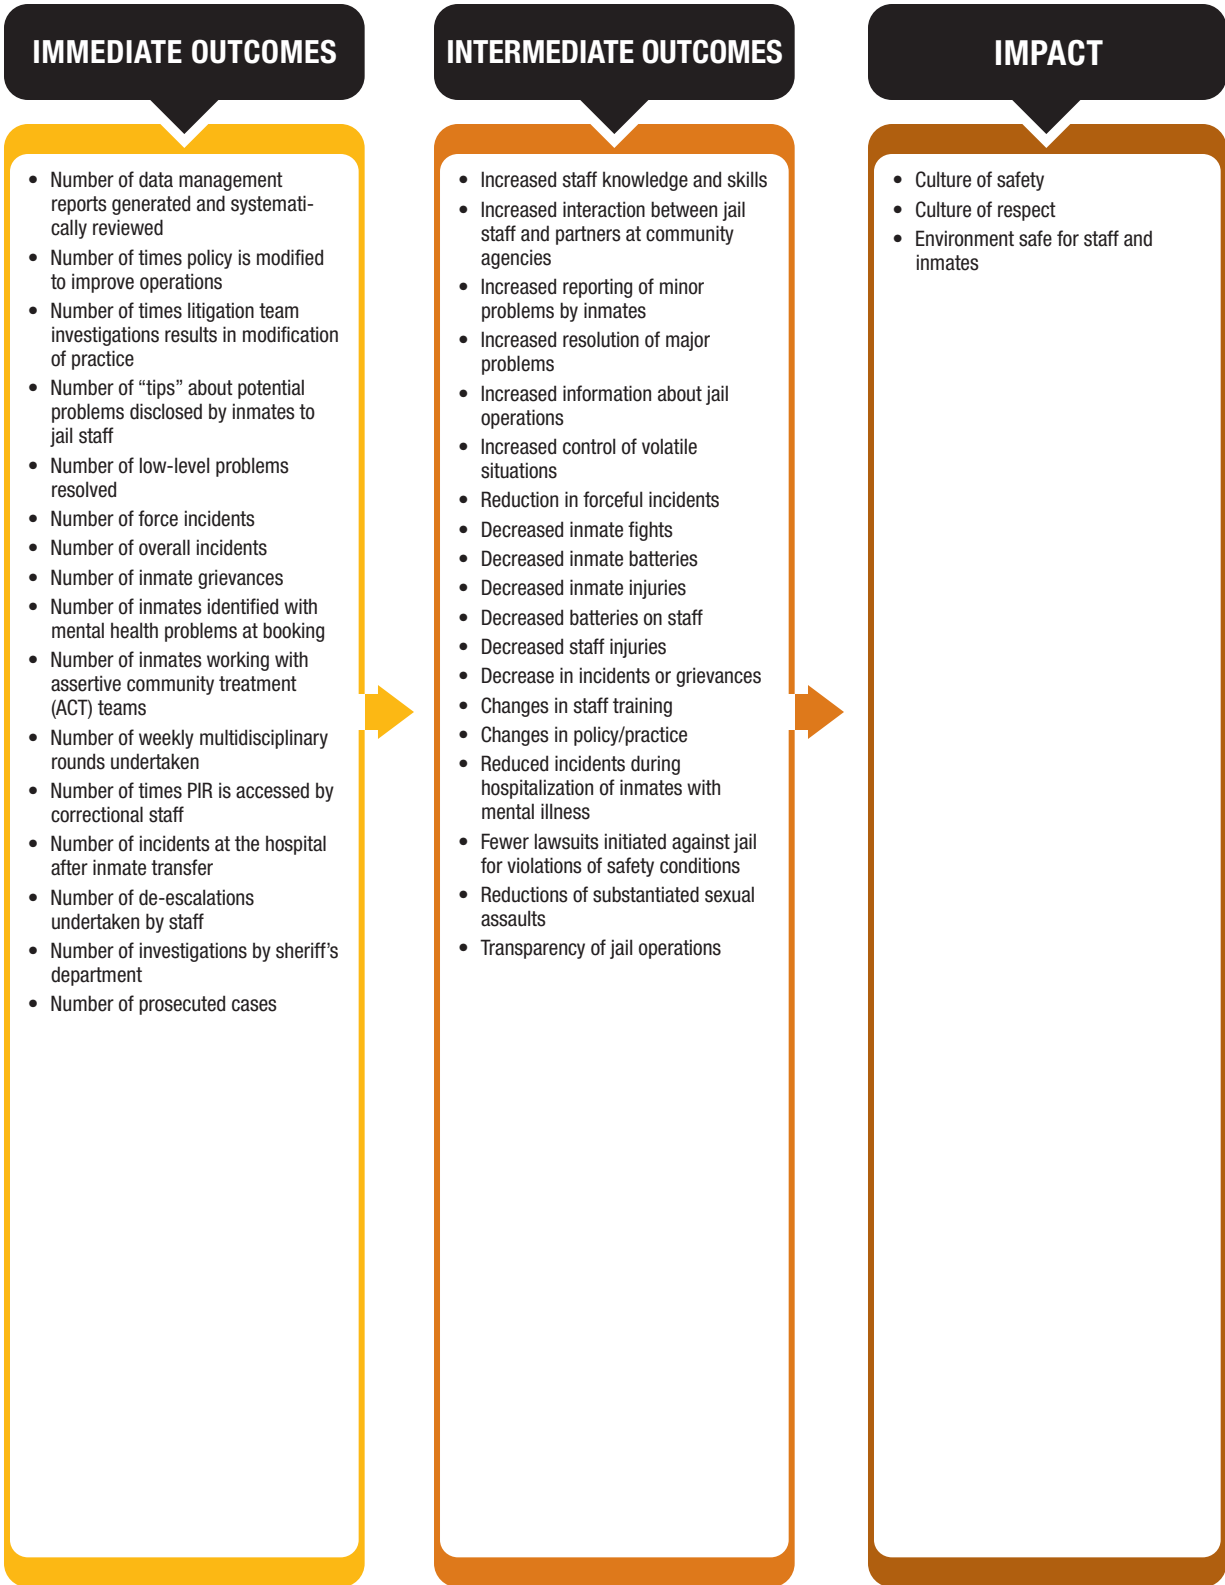 IMMEDIATE OUTCOMES
• Number of data management
reports generated and systemati-
cally reviewed
• Number of times policy is modified
to improve operations
• Number of times litigation team
investigations results in modification
of practice
• Number of “tips” about potential
problems disclosed by inmates to
jail staff
• Number of low-level problems
resolved
• Number of force incidents
• Number of overall incidents
• Number of inmate grievances
• Number of inmates identified with
mental health problems at booking
• Number of inmates working with
assertive community treatment
(ACT) teams
• Number of weekly multidisciplinary
rounds undertaken
• Number of times PIR is accessed by
correctional staff
• Number of incidents at the hospital
after inmate transfer
• Number of de-escalations
undertaken by staff
• Number of investigations by sheriff’s
department
• Number of prosecuted cases
INTERMEDIATE OUTCOMES
• Increased staff knowledge and skills
• Increased interaction between jail
staff and partners at community
agencies
• Increased reporting of minor
problems by inmates
• Increased resolution of major
problems
• Increased information about jail
operations
• Increased control of volatile
situations
• Reduction in forceful incidents
• Decreased inmate fights
• Decreased inmate batteries
• Decreased inmate injuries
• Decreased batteries on staff
• Decreased staff injuries
• Decrease in incidents or grievances
• Changes in staff training
• Changes in policy/practice
• Reduced incidents during
hospitalization of inmates with
mental illness
• Fewer lawsuits initiated against jail
for violations of safety conditions
• Reductions of substantiated sexual
assaults
• Transparency of jail operations
IMPACT
• Culture of safety
• Culture of respect
• Environment safe for staff and
inmates